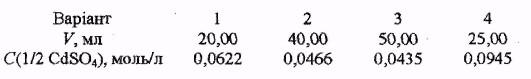 Варіант 1 2 3 4
V, мл 20,00 40,00 50,00 25,00
C(1/2 CdSO₄), моль/л 0,0622 0,0466 0,0435 0,0945